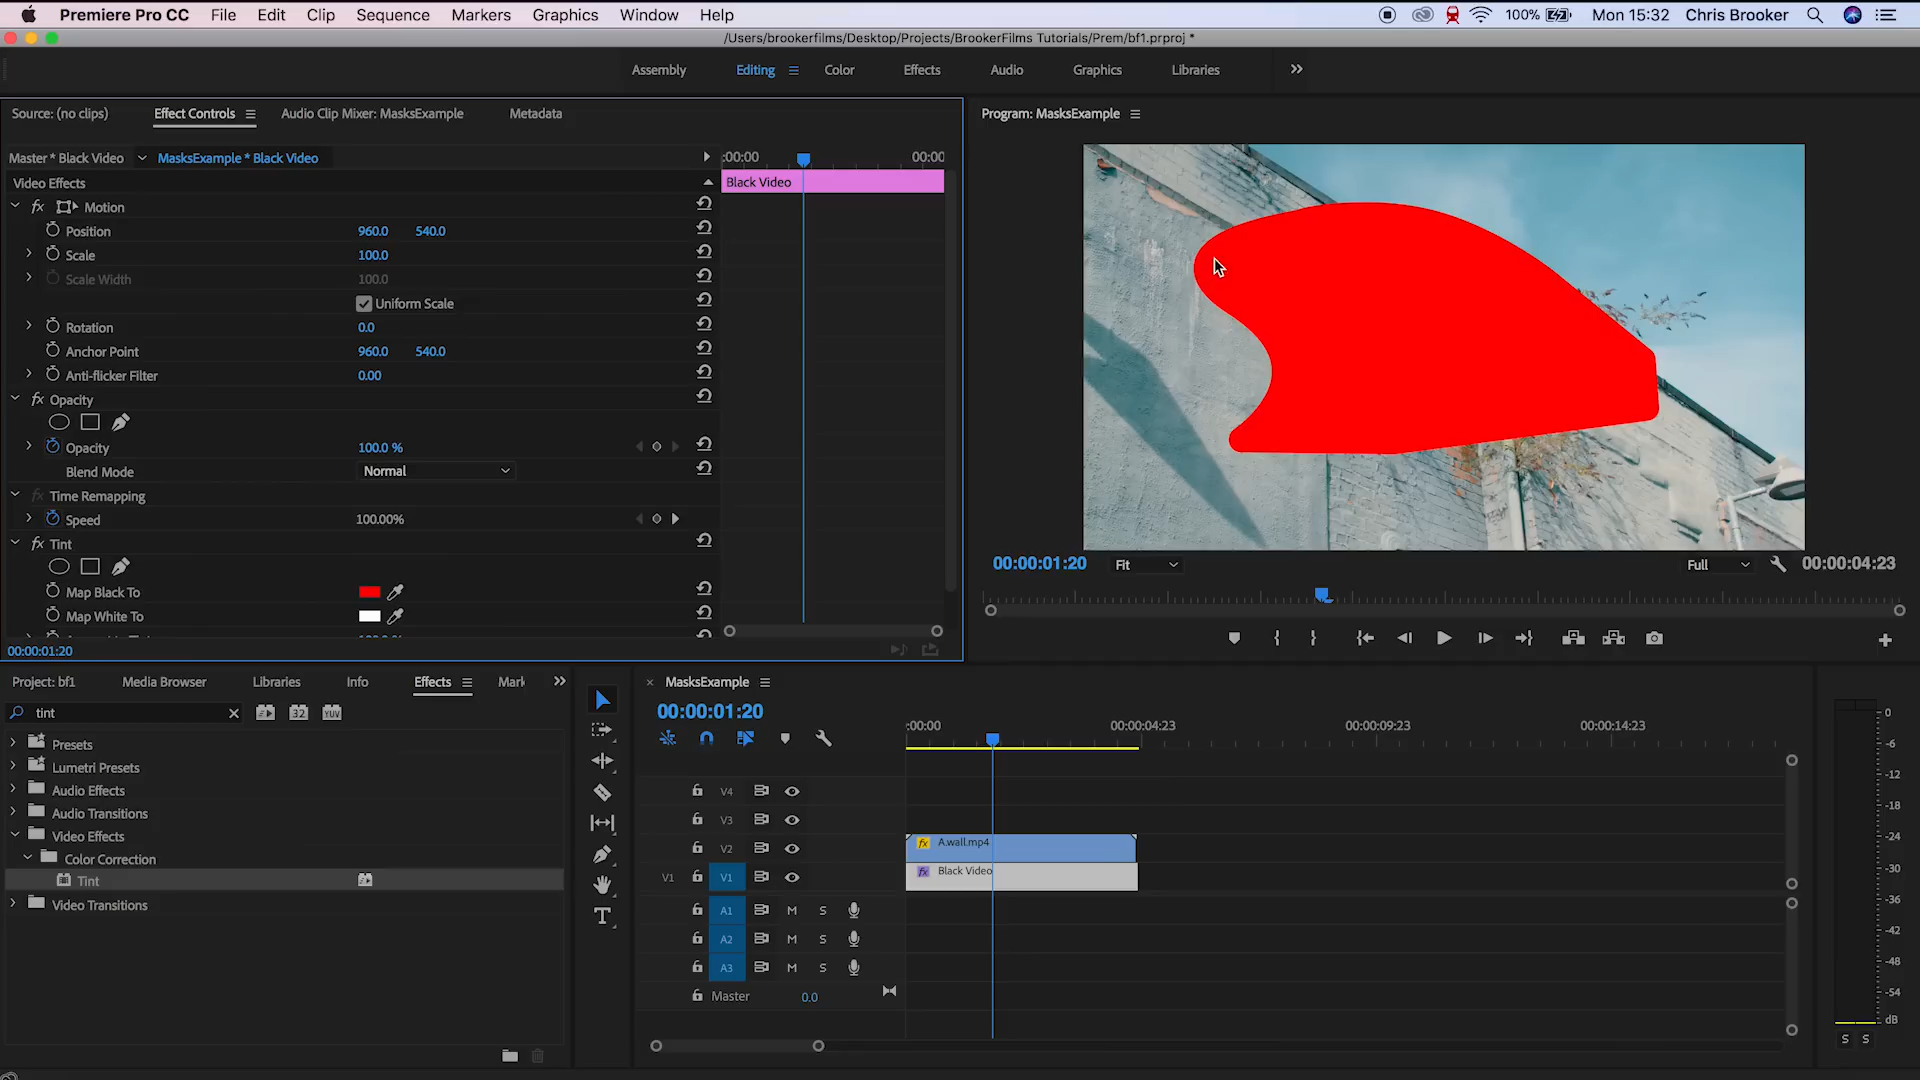 Premiere Pro CC File Edit Clip Sequence Markers Graphics Window Help 100% Mon 15:32 Chris Brooker
/Users/brookerfilms/Desktop/Projects/BrookerFilms Tutorials/Prem/bf1.prproj *
Assembly Editing Color Effects Audio Graphics Libraries
Source: (no clips) Effect Controls Audio Clip Mixer: MasksExample Metadata
Program: MasksExample
Master * Black Video MasksExample * Black Video :00:00 00:00
Video Effects Black Video
fx Motion
Position 960.0 540.0
Scale 100.0
Scale Width 100.0
Uniform Scale
Rotation 0.0
Anchor Point 960.0 540.0
Anti-flicker Filter 0.00
fx Opacity
Opacity 100.0 %
Blend Mode Normal
fx Time Remapping
Speed 100.00%
fx Tint
Map Black To
Map White To
00:00:01:20
00:00:01:20 Fit Full 00:00:04:23
Project: bf1 Media Browser Libraries Info Effects Mark
tint 32 YUV
Presets
Lumetri Presets
Audio Effects
Audio Transitions
Video Effects
Color Correction
Tint
Video Transitions
MasksExample
00:00:01:20
:00:00 00:00:04:23 00:00:09:23 00:00:14:23
V4
V3
V2 fx A.wall.mp4
V1 V1 fx Black Video
A1 M S
A2 M S
A3 M S
Master 0.0
0
-6
-12
-18
-24
-30
-36
-42
-48
-54
dB
S S